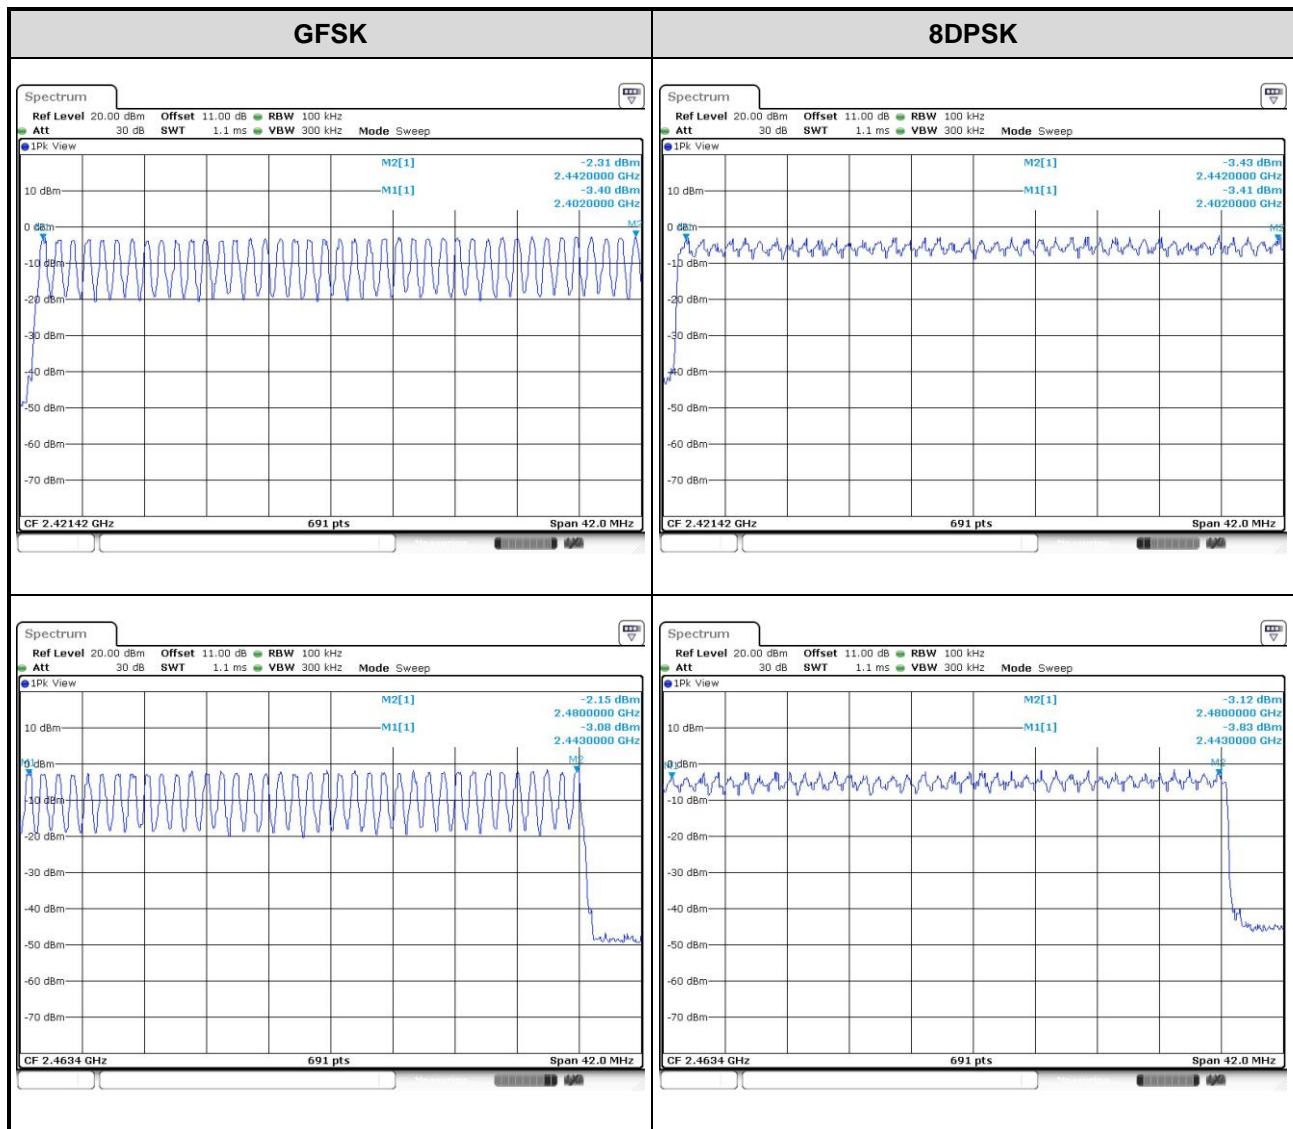 GFSK
8DPSK
Spectrum
Ref Level 20.00 dBm Offset 11.00 dB RBW 100 kHz
Att 30 dB SWT 1.1 ms VBW 300 kHz Mode Sweep
1Pk View
M2[1] -2.31 dBm
2.4420000 GHz
M1[1] -3.40 dBm
2.4020000 GHz
10 dBm
0 dBm
M2
-10 dBm
-20 dBm
-30 dBm
-40 dBm
-50 dBm
-60 dBm
-70 dBm
CF 2.42142 GHz 691 pts Span 42.0 MHz
Spectrum
Ref Level 20.00 dBm Offset 11.00 dB RBW 100 kHz
Att 30 dB SWT 1.1 ms VBW 300 kHz Mode Sweep
1Pk View
M2[1] -3.43 dBm
2.4420000 GHz
M1[1] -3.41 dBm
2.4020000 GHz
10 dBm
0 dBm
M2
-10 dBm
-20 dBm
-30 dBm
-40 dBm
-50 dBm
-60 dBm
-70 dBm
CF 2.42142 GHz 691 pts Span 42.0 MHz
Spectrum
Ref Level 20.00 dBm Offset 11.00 dB RBW 100 kHz
Att 30 dB SWT 1.1 ms VBW 300 kHz Mode Sweep
1Pk View
M2[1] -2.15 dBm
2.4800000 GHz
M1[1] -3.08 dBm
2.4430000 GHz
10 dBm
M1 0 dBm
M2
-10 dBm
-20 dBm
-30 dBm
-40 dBm
-50 dBm
-60 dBm
-70 dBm
CF 2.4634 GHz 691 pts Span 42.0 MHz
Spectrum
Ref Level 20.00 dBm Offset 11.00 dB RBW 100 kHz
Att 30 dB SWT 1.1 ms VBW 300 kHz Mode Sweep
1Pk View
M2[1] -3.12 dBm
2.4800000 GHz
M1[1] -3.83 dBm
2.4430000 GHz
10 dBm
M1 0 dBm
M2
-10 dBm
-20 dBm
-30 dBm
-40 dBm
-50 dBm
-60 dBm
-70 dBm
CF 2.4634 GHz 691 pts Span 42.0 MHz